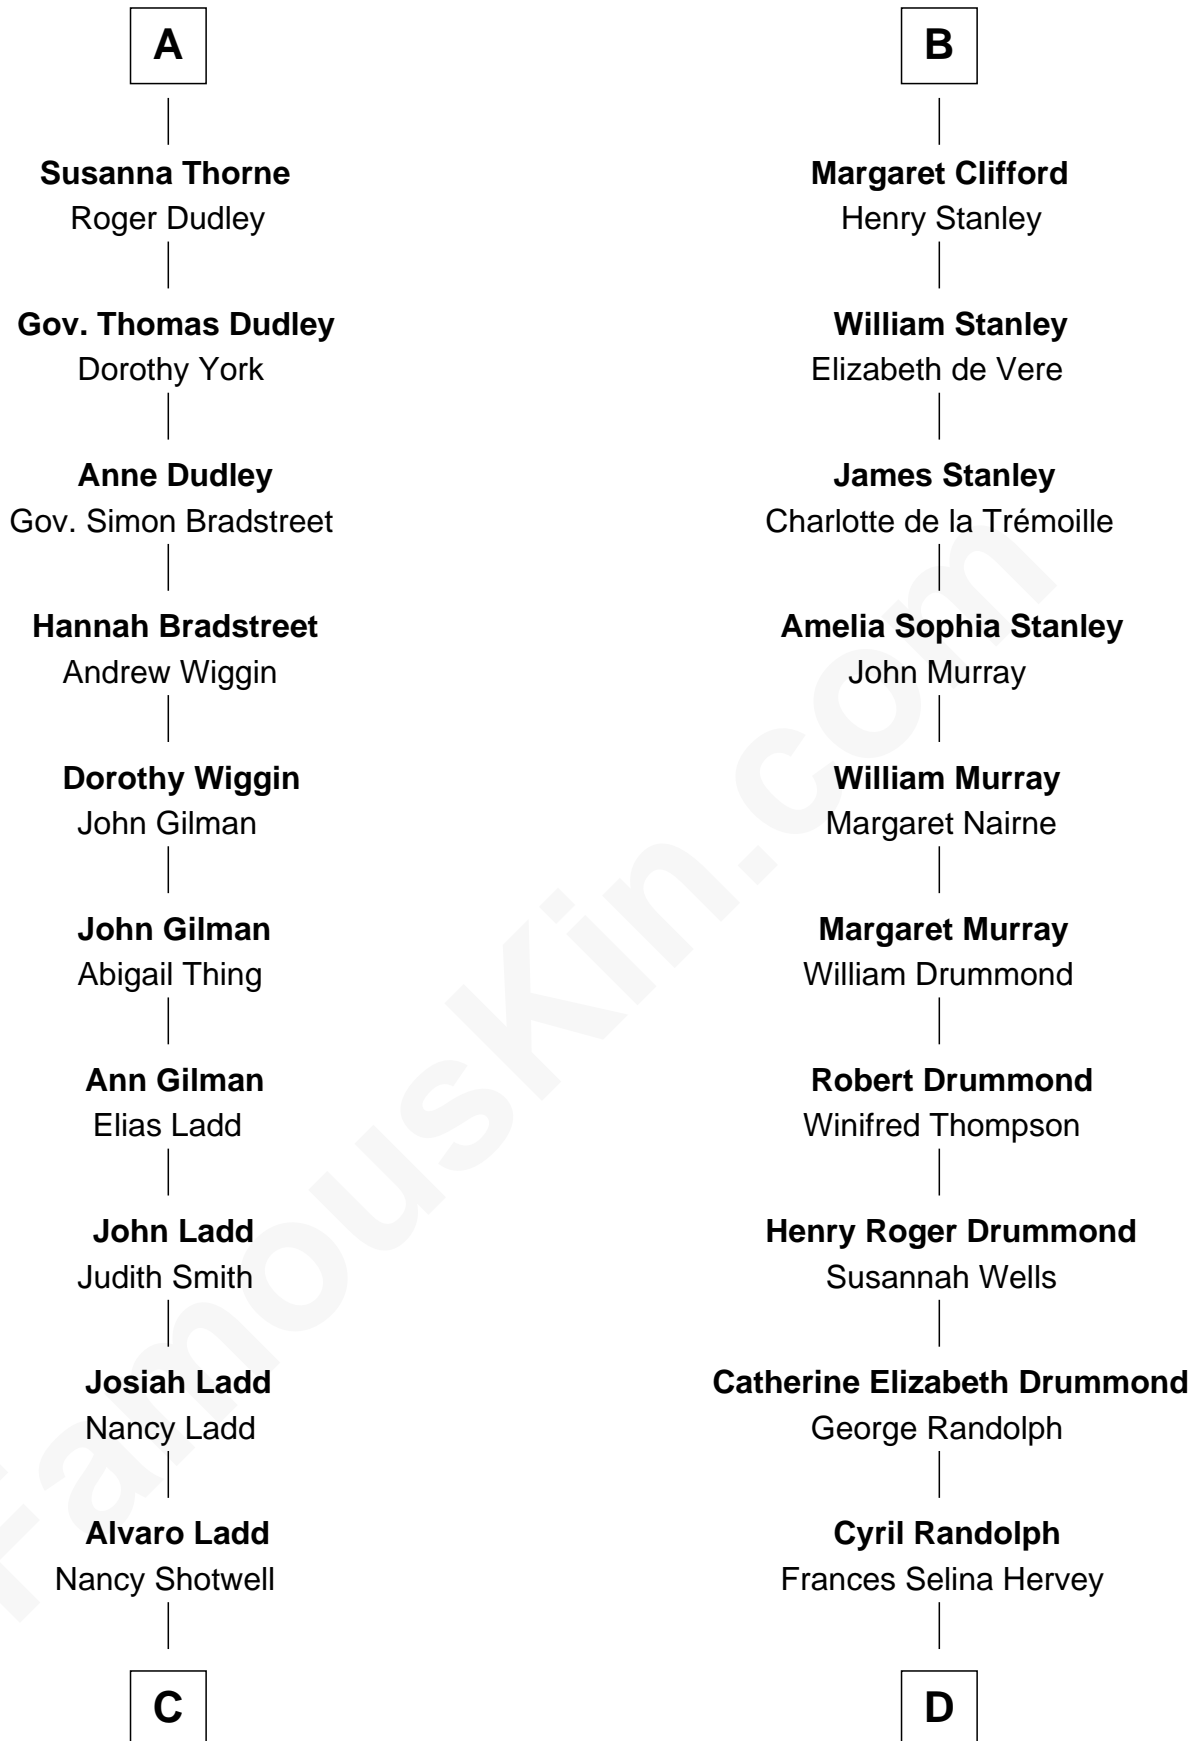 A
Susanna Thorne
Roger Dudley
Gov. Thomas Dudley
Dorothy York
Anne Dudley
Gov. Simon Bradstreet
Hannah Bradstreet
Andrew Wiggin
Dorothy Wiggin
John Gilman
John Gilman
Abigail Thing
Ann Gilman
Elias Ladd
John Ladd
Judith Smith
Josiah Ladd
Nancy Ladd
Alvaro Ladd
Nancy Shotwell
C
B
Margaret Clifford
Henry Stanley
William Stanley
Elizabeth de Vere
James Stanley
Charlotte de la Trémoille
Amelia Sophia Stanley
John Murray
William Murray
Margaret Nairne
Margaret Murray
William Drummond
Robert Drummond
Winifred Thompson
Henry Roger Drummond
Susannah Wells
Catherine Elizabeth Drummond
George Randolph
Cyril Randolph
Frances Selina Hervey
D
FamousKin.com